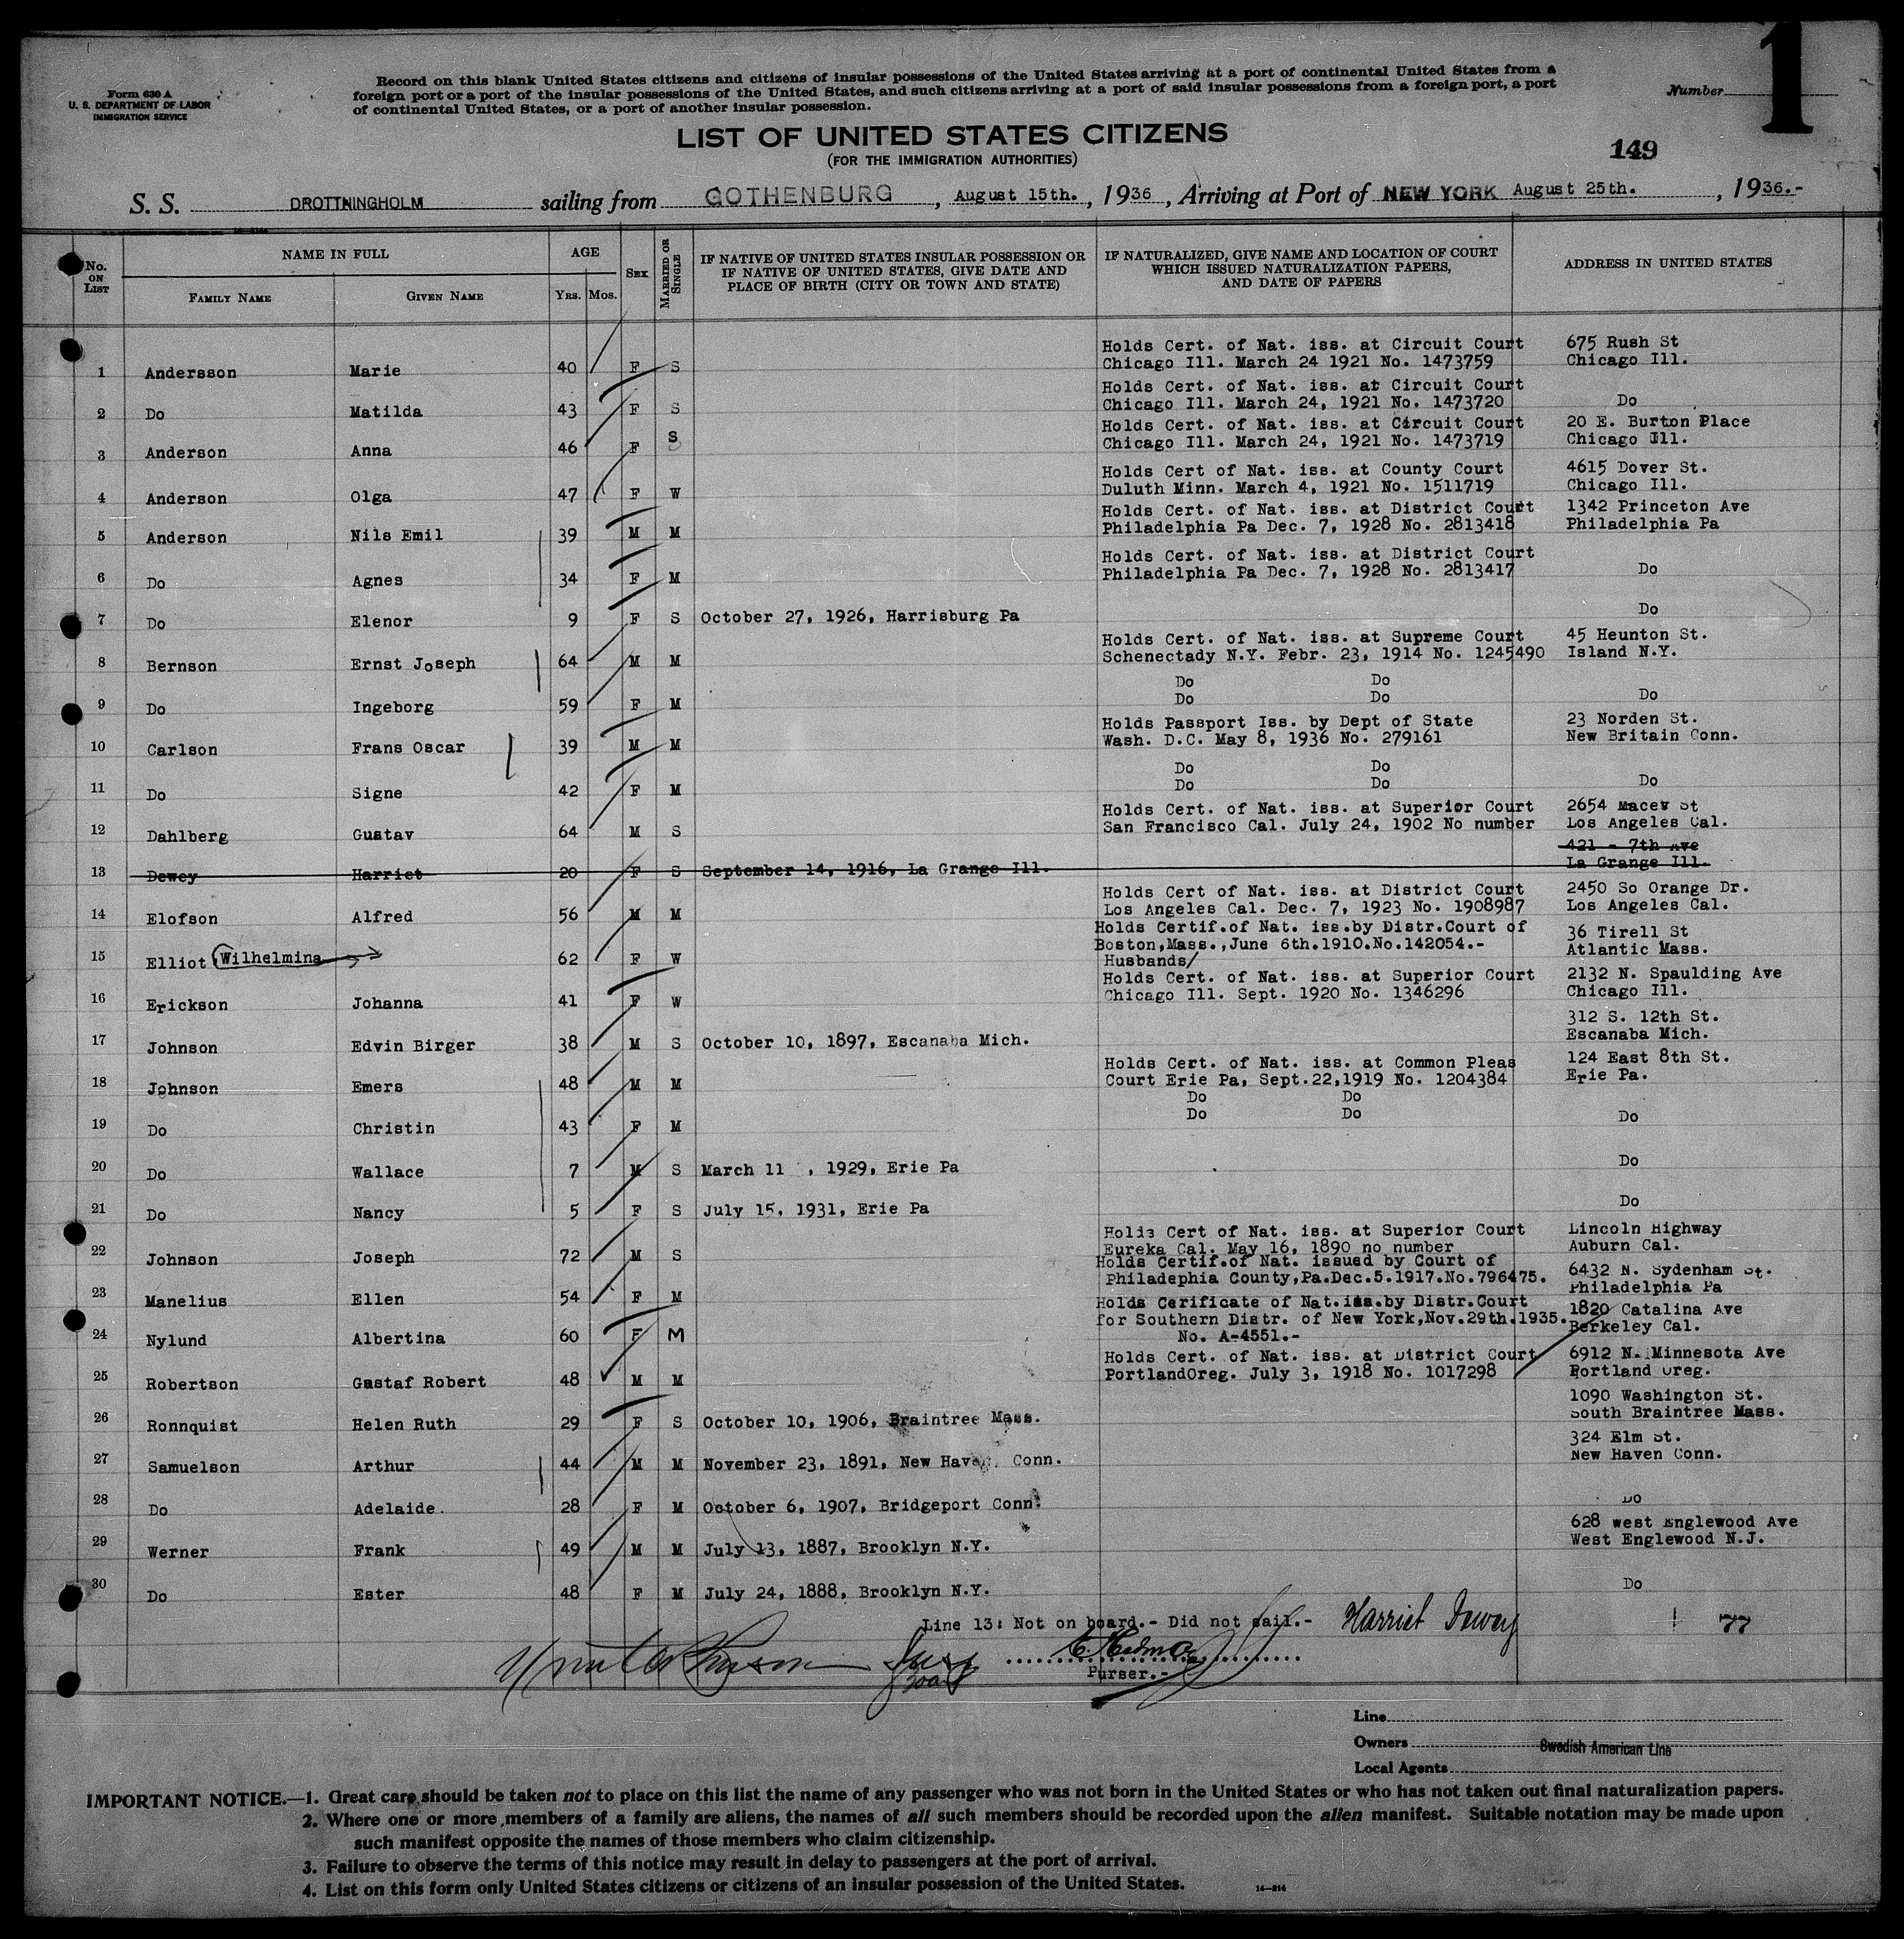 1
Form 630 A
U. S. DEPARTMENT OF LABOR
IMMIGRATION SERVICE
Record on this blank United States citizens and citizens of insular possessions of the United States arriving at a port of continental United States from a
foreign port or a port of the insular possessions of the United States, and such citizens arriving at a port of said insular possessions from a foreign port, a port
of continental United States, or a port of another insular possession.
Number
LIST OF UNITED STATES CITIZENS
(FOR THE IMMIGRATION AUTHORITIES)
149
S. S. DROTTNINGHOLM sailing from GOTHENBURG, August 15th., 1936, Arriving at Port of NEW YORK August 25th., 1936.-
No. ON LIST NAME IN FULL FAMILY NAME GIVEN NAME AGE YRS. MOS. SEX MARRIED OR SINGLE IF NATIVE OF UNITED STATES INSULAR POSSESSION OR IF NATIVE OF UNITED STATES, GIVE DATE AND PLACE OF BIRTH (CITY OR TOWN AND STATE) IF NATURALIZED, GIVE NAME AND LOCATION OF COURT WHICH ISSUED NATURALIZATION PAPERS, AND DATE OF PAPERS ADDRESS IN UNITED STATES
Holds Cert. of Nat. iss. at Circuit Court 675 Rush St
1 Andersson Marie 40 F S Chicago Ill. March 24 1921 No. 1473759 Chicago Ill.
Holds Cert. of Nat. iss. at Circuit Court
2 Do Matilda 43 F S Chicago Ill. March 24, 1921 No. 1473720 Do
Holds Cert. of Nat. iss. at Circuit Court 20 E. Burton Place
3 Anderson Anna 46 F S Chicago Ill. March 24, 1921 No. 1473719 Chicago Ill.
Holds Cert of Nat. iss. at County Court 4615 Dover St.
4 Anderson Olga 47 F W Duluth Minn. March 4, 1921 No. 1511719 Chicago Ill.
Holds Cert. of Nat. iss. at District Court 1342 Princeton Ave
5 Anderson Nils Emil 39 M M Philadelphia Pa Dec. 7, 1928 No. 2813418 Philadelphia Pa
Holds Cert. of Nat. iss. at District Court
6 Do Agnes 34 F M Philadelphia Pa Dec. 7, 1928 No. 2813417 Do
7 Do Elenor 9 F S October 27, 1926, Harrisburg Pa Do
Holds Cert. of Nat. iss. at Supreme Court 45 Heunton St.
8 Bernson Ernst Joseph 64 M M Schenectady N.Y. Febr. 23, 1914 No. 1245490 Island N.Y.
Do Do
9 Do Ingeborg 59 F M Do Do Do
Holds Passport Iss. by Dept of State 23 Norden St.
10 Carlson Frans Oscar 39 M M Wash. D.C. May 8, 1936 No. 279161 New Britain Conn.
Do Do
11 Do Signe 42 F M Do Do Do
Holds Cert. of Nat. iss. at Superior Court 2654 Macey St
12 Dahlberg Gustav 64 M S San Francisco Cal. July 24, 1902 No number Los Angeles Cal.
421 - 7th Ave
13 Dewey Harriet 20 F S September 14, 1916, La Grange Ill. La Grange Ill.
Holds Cert of Nat. iss. at District Court 2450 So Orange Dr.
14 Elofson Alfred 56 M M Los Angeles Cal. Dec. 7, 1923 No. 1908987 Los Angeles Cal.
Holds Certif.of Nat. iss.by Distr.Court of 36 Tirell St
15 Elliot Wilhelmina 62 F W Boston,Mass.,June 6th.1910.No.142054.- Atlantic Mass.
Husbands/
Holds Cert. of Nat. iss. at Superior Court 2132 N. Spaulding Ave
16 Erickson Johanna 41 F W Chicago Ill. Sept. 1920 No. 1346296 Chicago Ill.
312 S. 12th St.
17 Johnson Edvin Birger 38 M S October 10, 1897, Escanaba Mich. Escanaba Mich.
Holds Cert. of Nat. iss. at Common Pleas 124 East 8th St.
18 Johnson Emers 48 M M Court Erie Pa, Sept.22,1919 No. 1204384 Erie Pa.
Do Do
19 Do Christin 43 F M Do Do Do
20 Do Wallace 7 M S March 11 , 1929, Erie Pa Do
21 Do Nancy 5 F S July 15, 1931, Erie Pa Do
Holds Cert of Nat. iss. at Superior Court Lincoln Highway
22 Johnson Joseph 72 M S Eureka Cal. May 16, 1890 no number Auburn Cal.
Holds Certif.of Nat. issued by Court of 6432 N. Sydenham St.
23 Manelius Ellen 54 F M Philadephia County,Pa.Dec.5.1917.No.796475. Philadelphia Pa
Holds Cerificate of Nat.iss.by Distr.Court 1820 Catalina Ave
24 Nylund Albertina 60 F M for Southern Distr. of New York,Nov.29th.1935. Berkeley Cal.
No. A-4551.-
Holds Cert. of Nat. iss. at District Court 6912 N. Minnesota Ave
25 Robertson Gustaf Robert 48 M M PortlandOreg. July 3, 1918 No. 1017298 Portland Oreg.
1090 Washington St.
26 Ronnquist Helen Ruth 29 F S October 10, 1906, Braintree Mass. South Braintree Mass.
324 Elm St.
27 Samuelson Arthur 44 M M November 23, 1891, New Haven Conn. New Haven Conn.
28 Do Adelaide. 28 F M October 6, 1907, Bridgeport Conn. Do
628 West Englewood Ave
29 Werner Frank 49 M M July 13, 1887, Brooklyn N.Y. West Englewood N.J.
30 Do Ester 48 F M July 24, 1888, Brooklyn N.Y. Do
Line 13: Not on board.- Did not sail.- Harriet Dewey 77
Purser.-
Line
Owners Swedish American Line
Local Agents
IMPORTANT NOTICE.—1. Great care should be taken not to place on this list the name of any passenger who was not born in the United States or who has not taken out final naturalization papers.
2. Where one or more members of a family are aliens, the names of all such members should be recorded upon the alien manifest. Suitable notation may be made upon
such manifest opposite the names of those members who claim citizenship.
3. Failure to observe the terms of this notice may result in delay to passengers at the port of arrival.
4. List on this form only United States citizens or citizens of an insular possession of the United States.
14—214